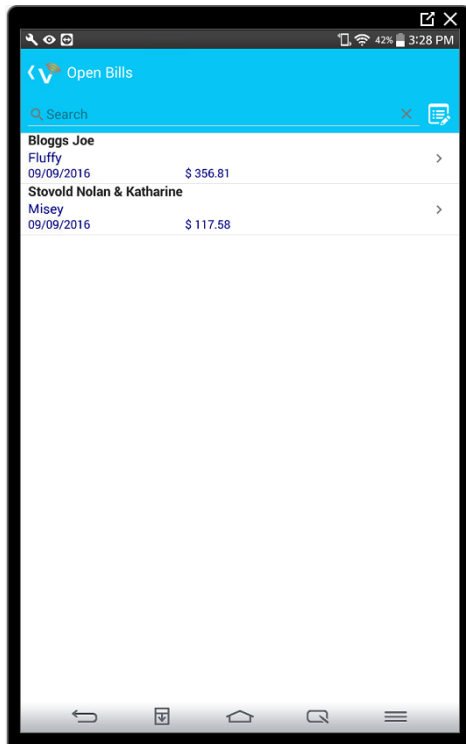 42% 3:28 PM
Open Bills
Search
Bloggs Joe
Fluffy
09/09/2016 $ 356.81
Stovold Nolan & Katharine
Misey
09/09/2016 $ 117.58